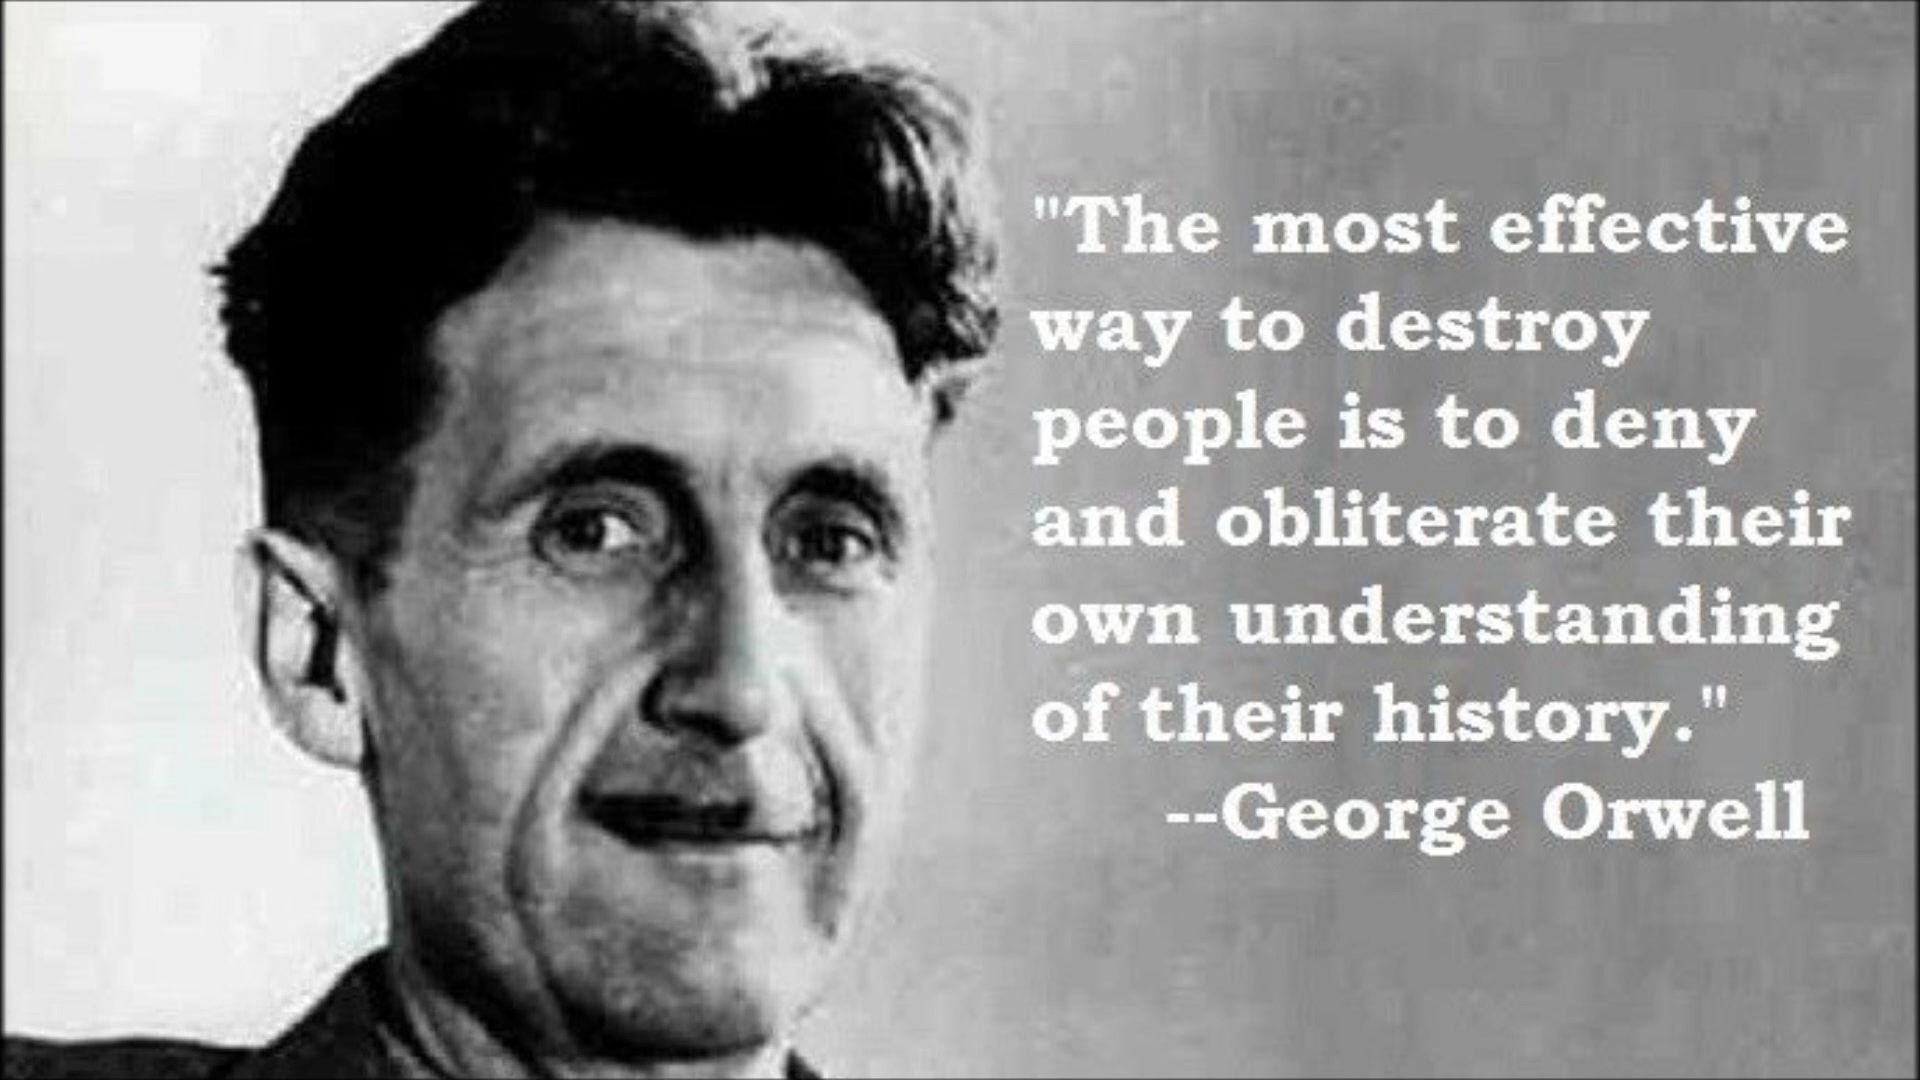 "The most effective
way to destroy
people is to deny
and obliterate their
own understanding
of their history."
--George Orwell